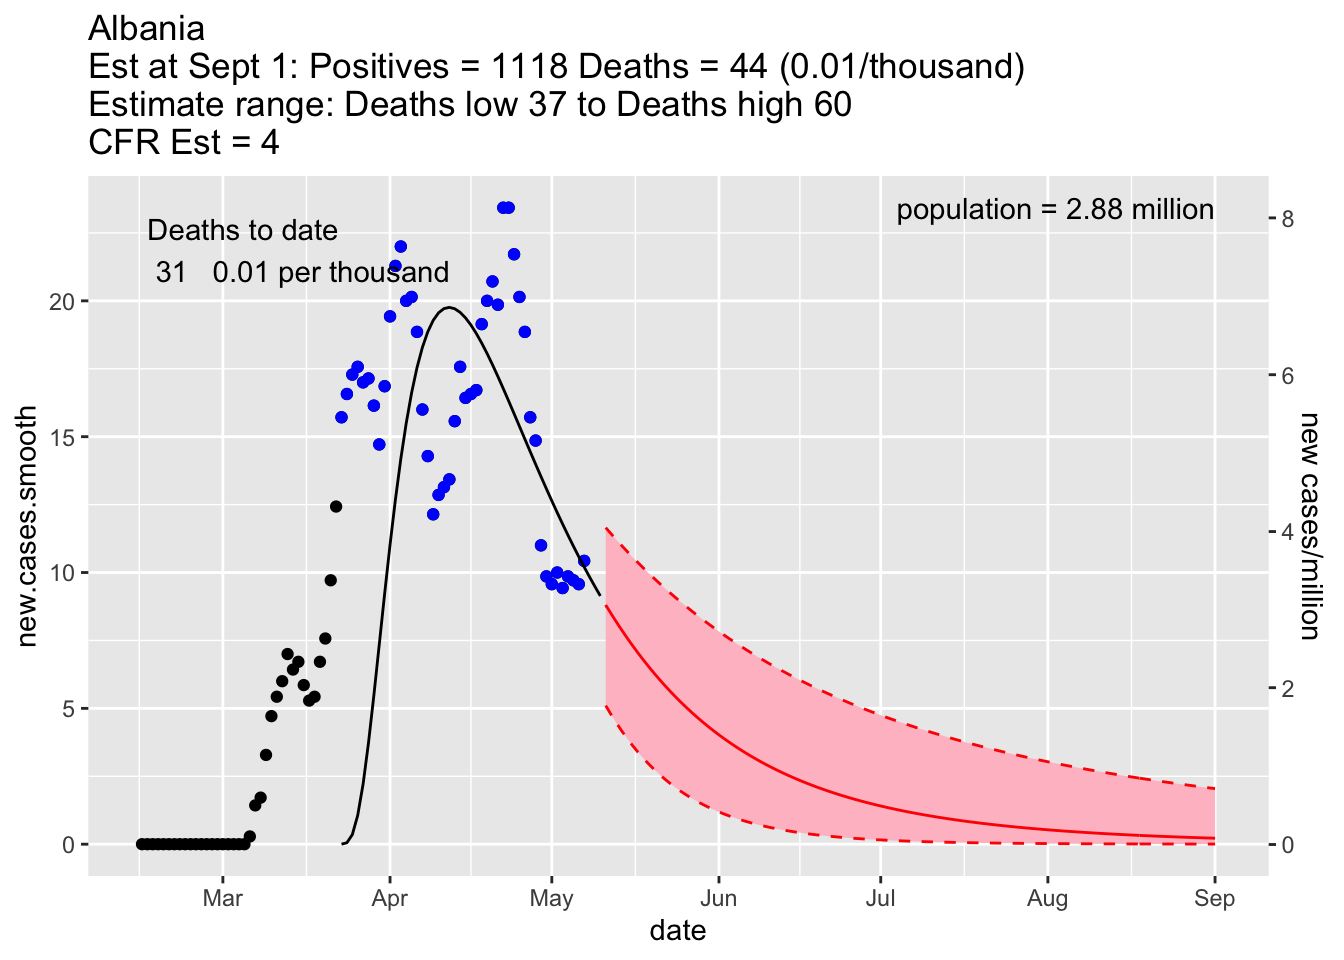 Albania
Est at Sept 1: Positives = 1118 Deaths = 44 (0.01/thousand)
Estimate range: Deaths low 37 to Deaths high 60
CFR Est = 4
Deaths to date
31 0.01 per thousand
population = 2.88 million
new.cases.smooth
20
15
10
5
0
8
6
4
2
0
new cases/million
Mar Apr May Jun Jul Aug Sep
date